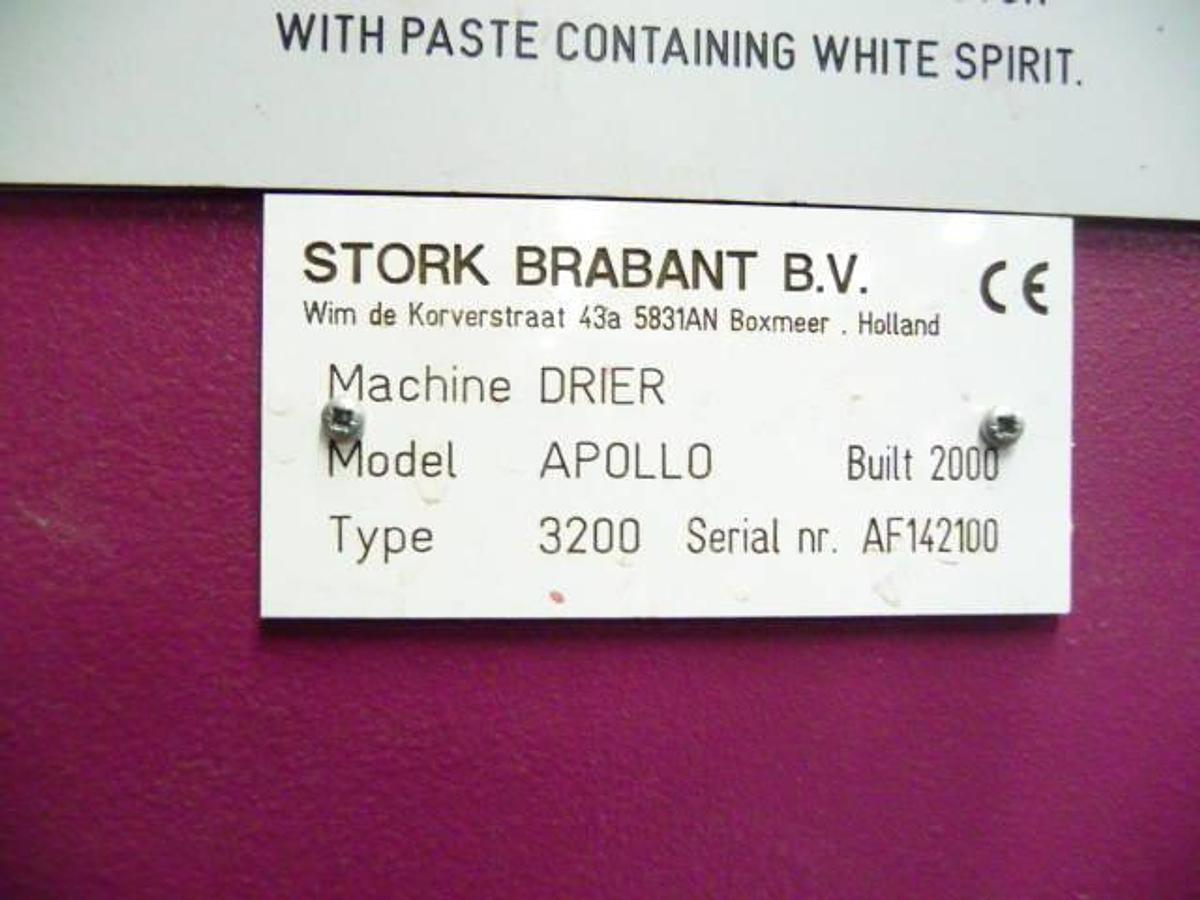 WITH PASTE CONTAINING WHITE SPIRIT.
STORK BRABANT B.V. CE
Wim de Korverstraat 43a 5831AN Boxmeer . Holland
Machine DRIER
Model APOLLO Built 2000
Type 3200 Serial nr. AF142100